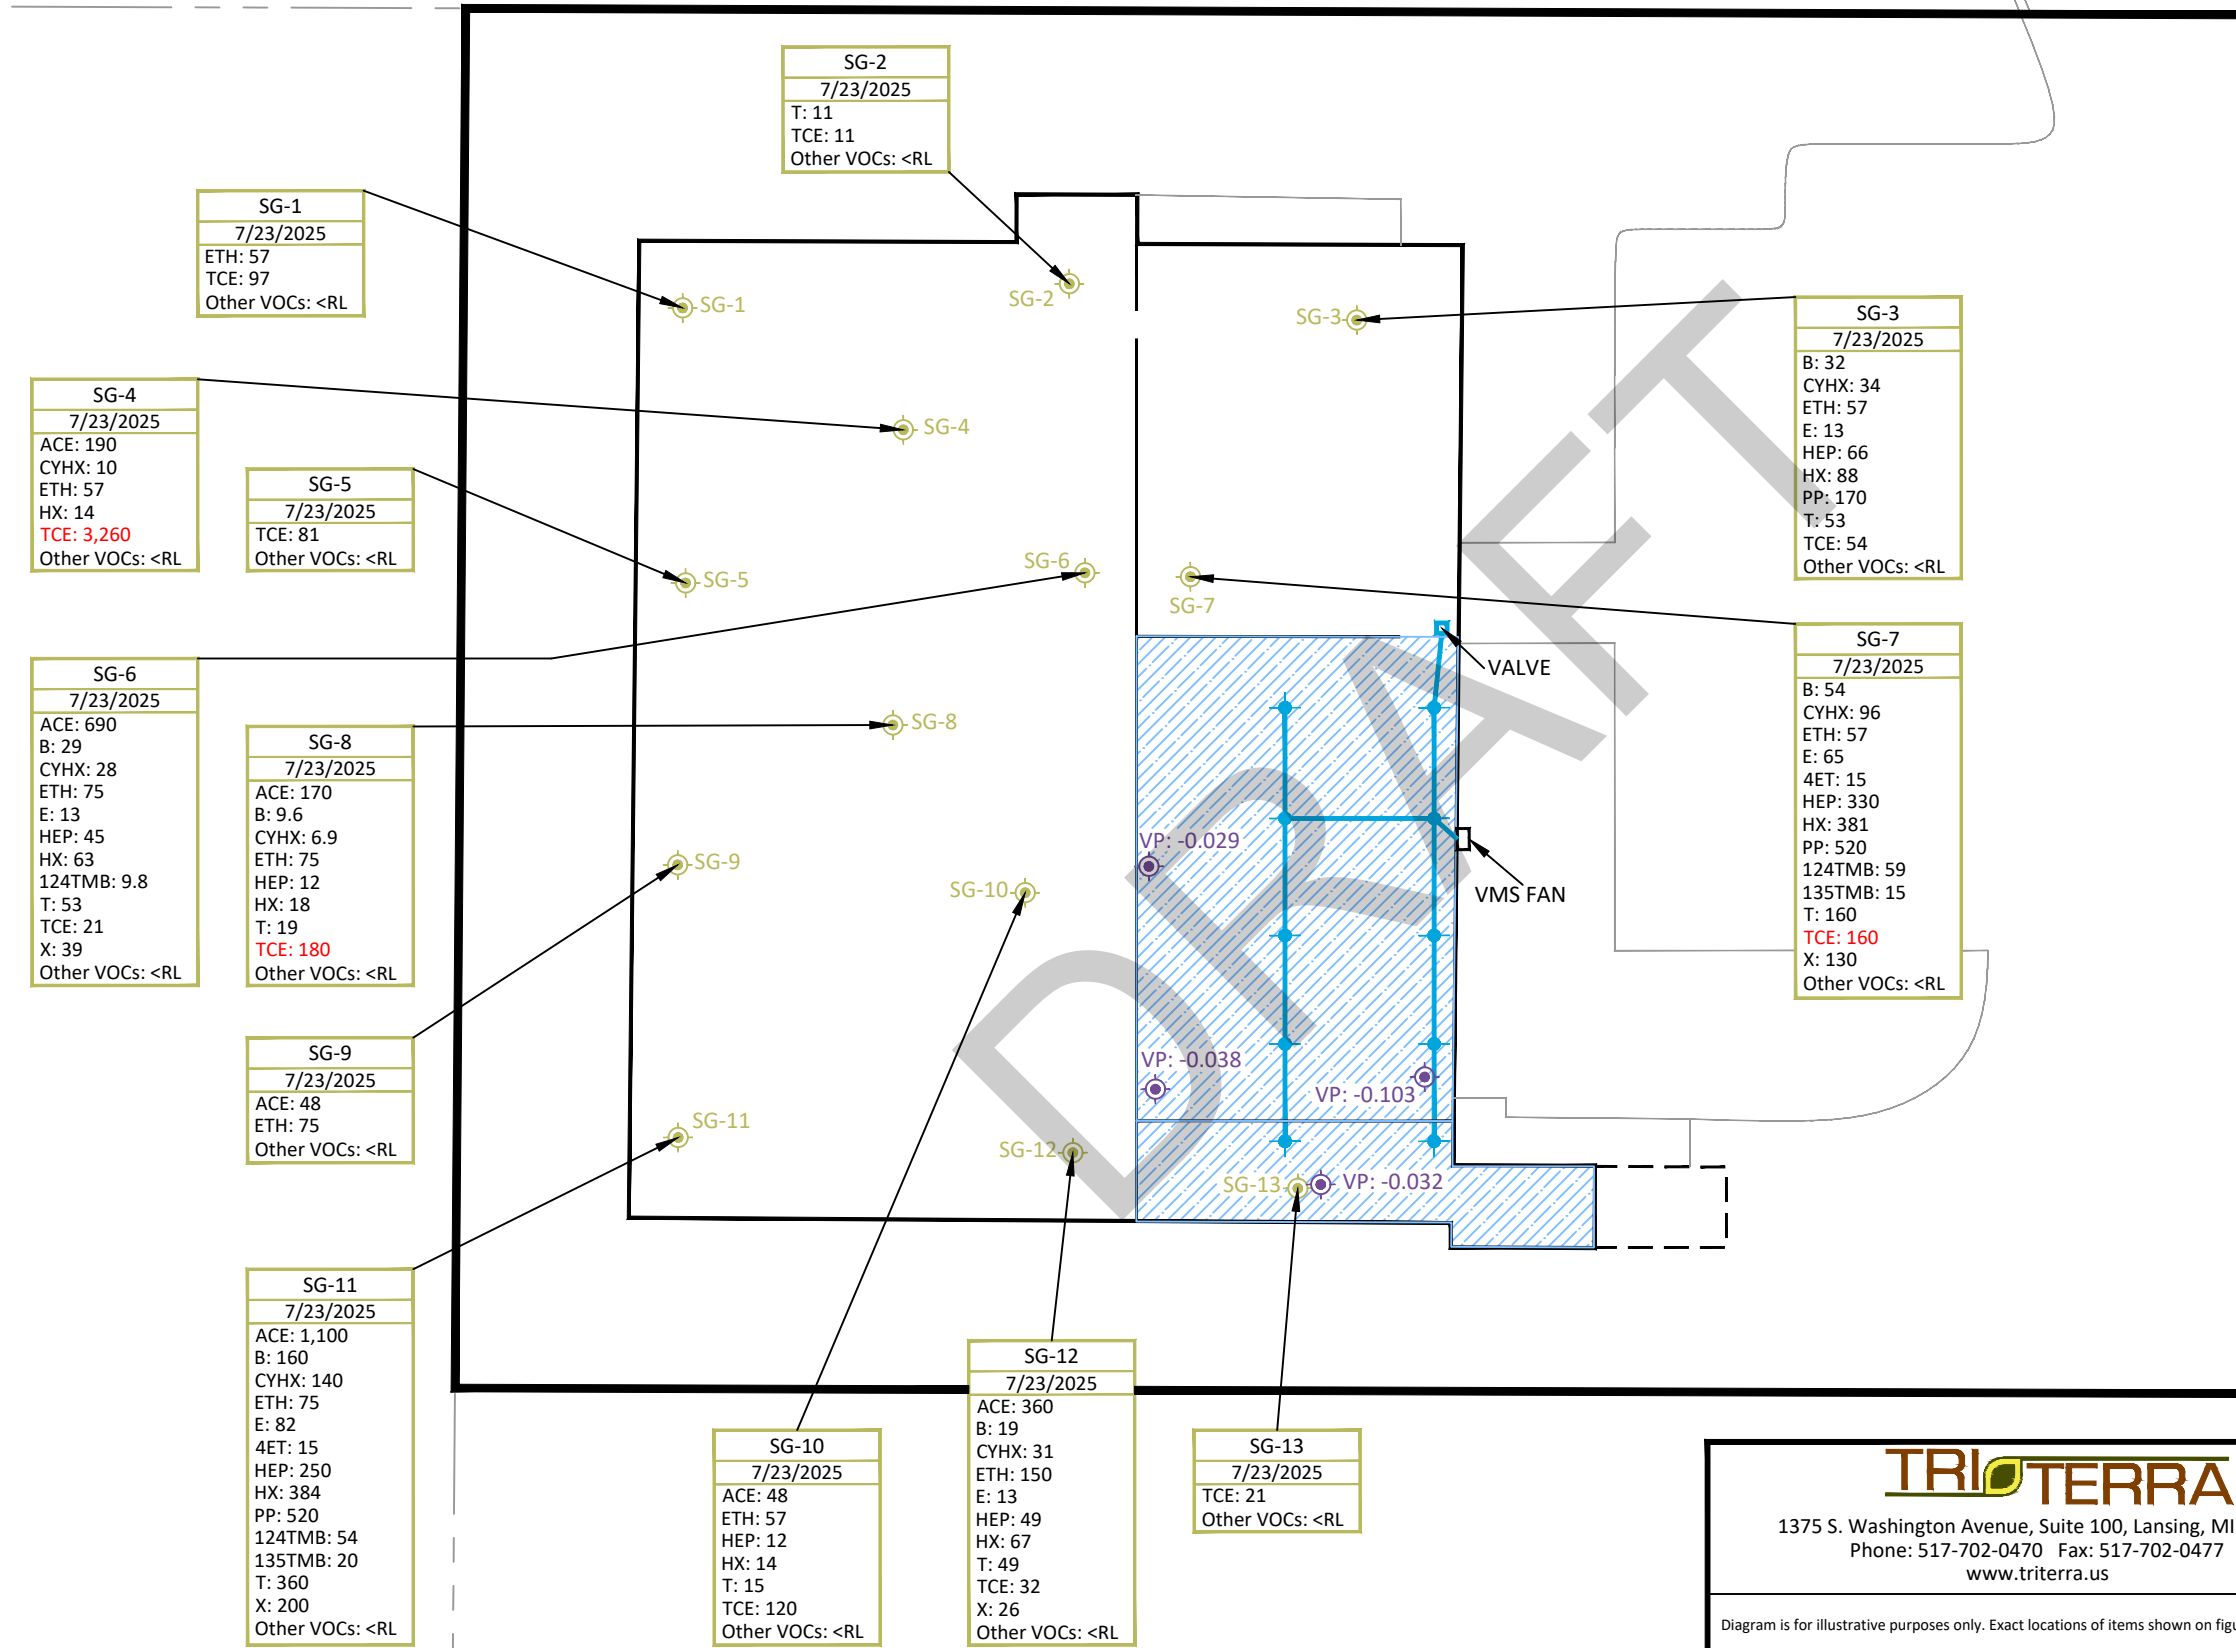 SG-2
7/23/2025
T: 11
TCE: 11
Other VOCs: <RL
SG-1
7/23/2025
ETH: 57
TCE: 97
Other VOCs: <RL
SG-1
SG-2
SG-3
SG-3
7/23/2025
B: 32
CYHX: 34
ETH: 57
E: 13
HEP: 66
HX: 88
PP: 170
T: 53
TCE: 54
Other VOCs: <RL
SG-4
7/23/2025
ACE: 190
CYHX: 10
ETH: 57
HX: 14
TCE: 3,260
Other VOCs: <RL
SG-4
SG-5
7/23/2025
TCE: 81
Other VOCs: <RL
SG-5
SG-6
SG-7
SG-6
7/23/2025
ACE: 690
B: 29
CYHX: 28
ETH: 75
E: 13
HEP: 45
HX: 63
124TMB: 9.8
T: 53
TCE: 21
X: 39
Other VOCs: <RL
SG-8
7/23/2025
ACE: 170
B: 9.6
CYHX: 6.9
ETH: 75
HEP: 12
HX: 18
T: 19
TCE: 180
Other VOCs: <RL
SG-8
VALVE
SG-7
7/23/2025
B: 54
CYHX: 96
ETH: 57
E: 65
4ET: 15
HEP: 330
HX: 381
PP: 520
124TMB: 59
135TMB: 15
T: 160
TCE: 160
X: 130
Other VOCs: <RL
VP: -0.029
SG-9
SG-10
VMS FAN
DRAFT
SG-9
7/23/2025
ACE: 48
ETH: 75
Other VOCs: <RL
VP: -0.038
VP: -0.103
SG-11
SG-12
SG-13
VP: -0.032
SG-11
7/23/2025
ACE: 1,100
B: 160
CYHX: 140
ETH: 75
E: 82
4ET: 15
HEP: 250
HX: 384
PP: 520
124TMB: 54
135TMB: 20
T: 360
X: 200
Other VOCs: <RL
SG-10
7/23/2025
ACE: 48
ETH: 57
HEP: 12
HX: 14
T: 15
TCE: 120
Other VOCs: <RL
SG-12
7/23/2025
ACE: 360
B: 19
CYHX: 31
ETH: 150
E: 13
HEP: 49
HX: 67
T: 49
TCE: 32
X: 26
Other VOCs: <RL
SG-13
7/23/2025
TCE: 21
Other VOCs: <RL
TRITERRA
1375 S. Washington Avenue, Suite 100, Lansing, MI
Phone: 517-702-0470 Fax: 517-702-0477
www.triterra.us
Diagram is for illustrative purposes only. Exact locations of items shown on